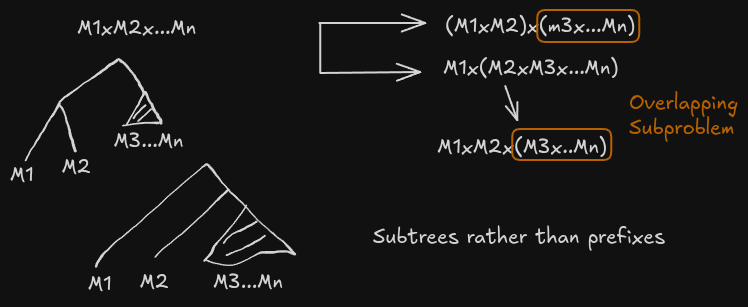 M1xM2x...Mn
(M1xM2)x(m3x...Mn)
M1x(M2xM3x...Mn)
Overlapping
Subproblem
M1xM2x(M3x..Mn)
M3...Mn
M1
M2
Subtrees rather than prefixes
M1
M2
M3...Mn